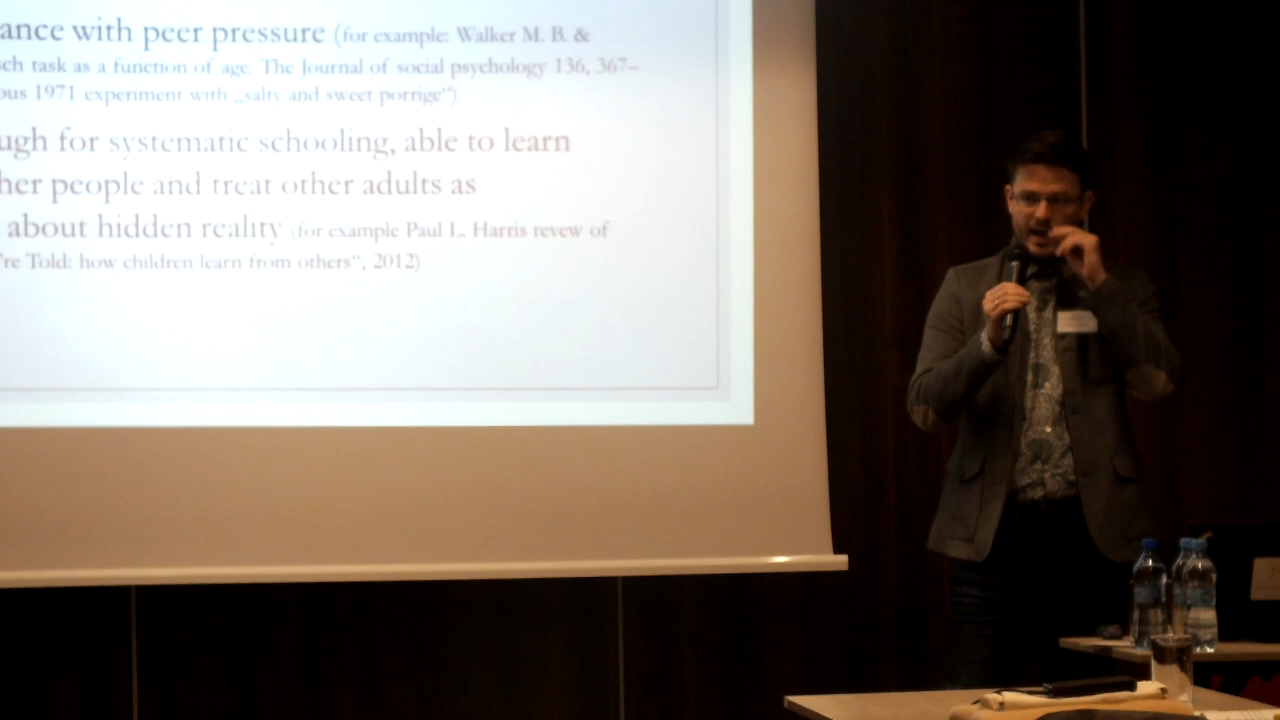 ance with peer pressure (for example: Walker M. B. &
ch task as a function of age. The Journal of social psychology 136, 367–
ous 1971 experiment with „salty and sweet porrige“)
ugh for systematic schooling, able to learn
her people and treat other adults as
about hidden reality (for example Paul L. Harris revew of
're Told: how children learn from others“, 2012)